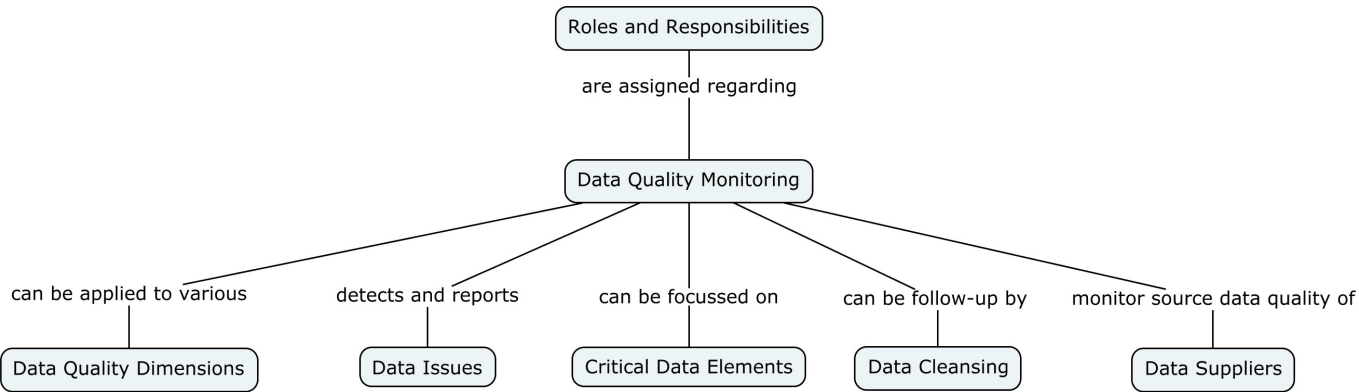 Roles and Responsibilities
are assigned regarding
Data Quality Monitoring
can be applied to various
detects and reports
can be focussed on
can be follow-up by
monitor source data quality of
Data Quality Dimensions
Data Issues
Critical Data Elements
Data Cleansing
Data Suppliers